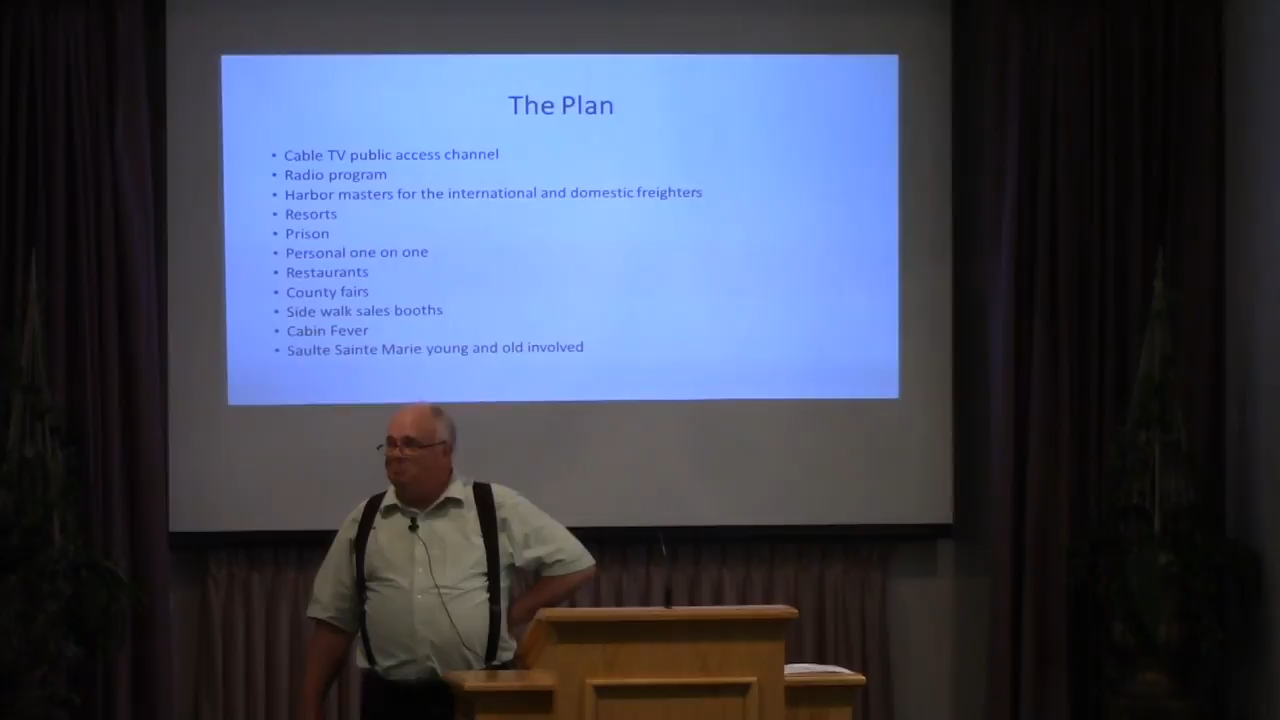 The Plan
• Cable TV public access channel
• Radio program
• Harbor masters for the international and domestic freighters
• Resorts
• Prison
• Personal one on one
• Restaurants
• County fairs
• Side walk sales booths
• Cabin Fever
• Saulte Sainte Marie young and old involved